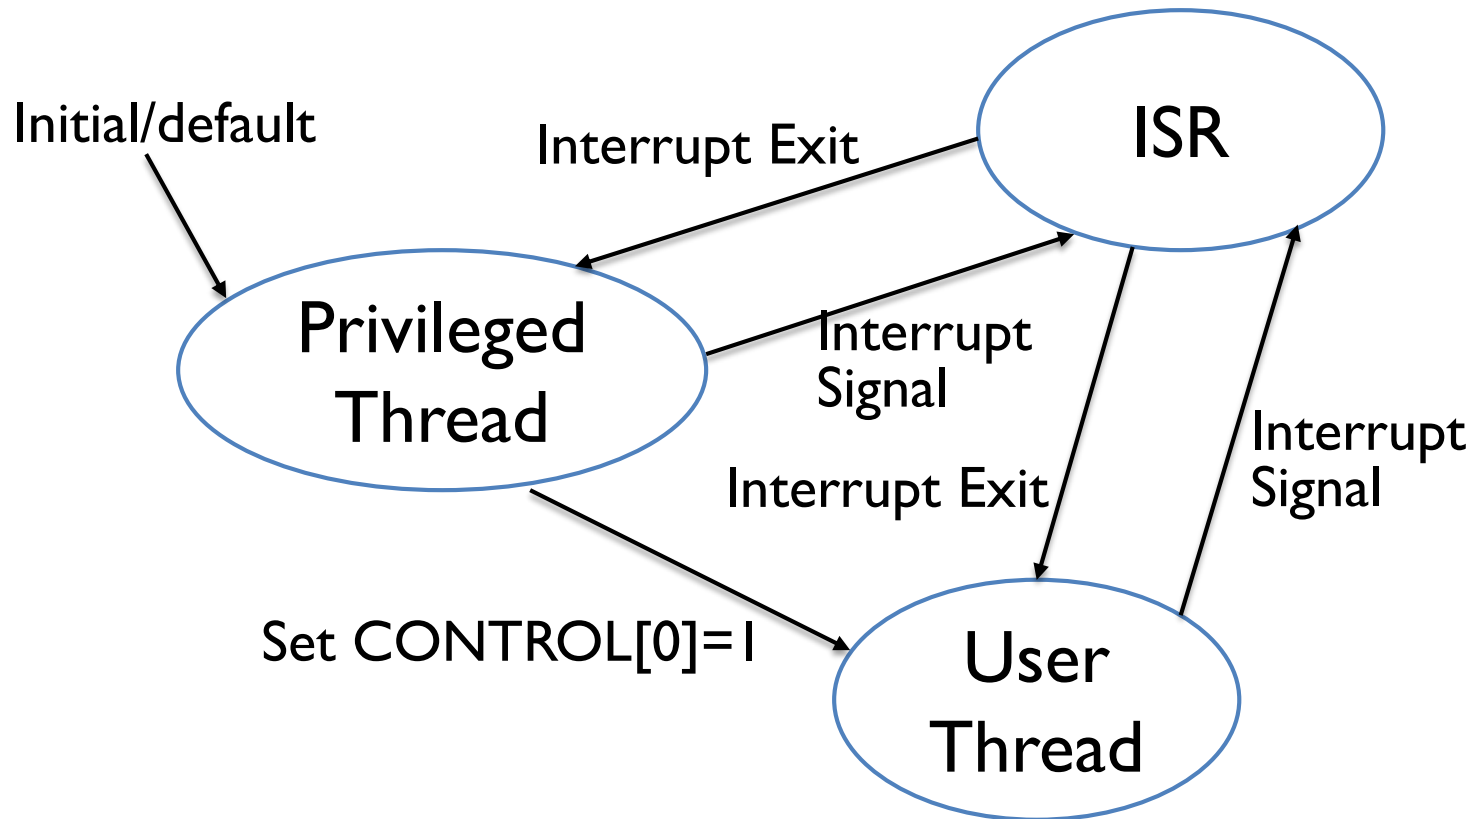 Initial/default
Interrupt Exit
ISR
Privileged
Thread
Interrupt
Signal
Interrupt Exit
Interrupt
Signal
Set CONTROL[0]=1
User
Thread